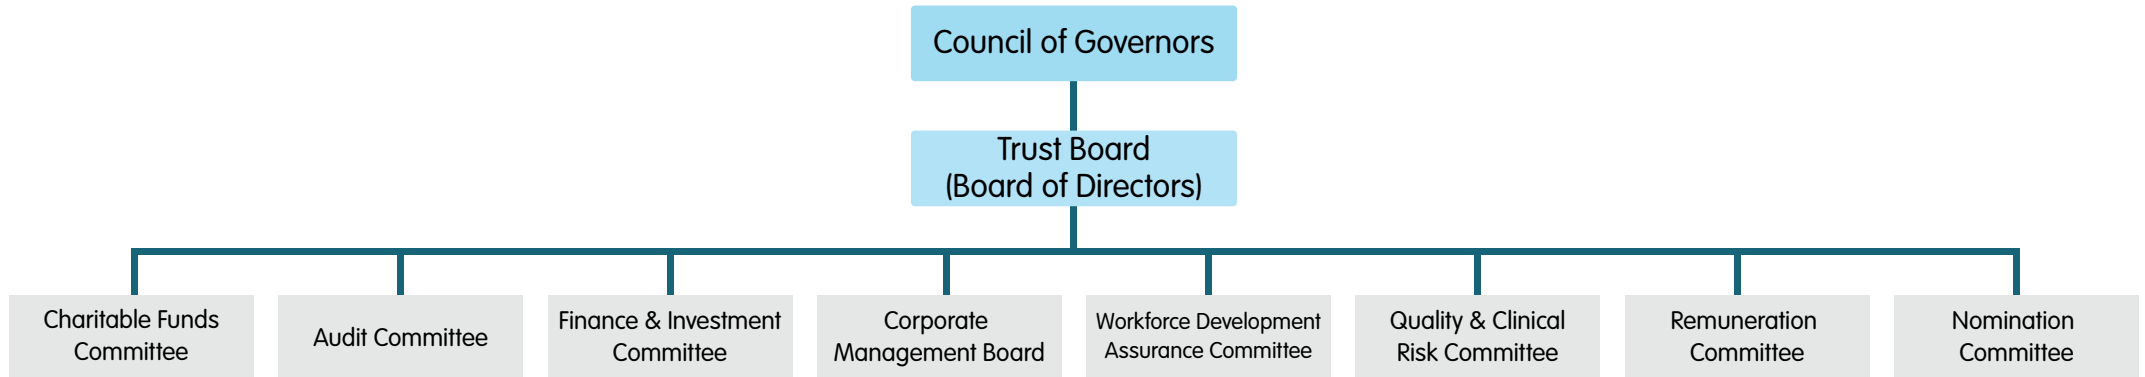 Council of Governors
Trust Board
(Board of Directors)
Charitable Funds
Committee
Audit Committee
Finance & Investment
Committee
Corporate
Management Board
Workforce Development
Assurance Committee
Quality & Clinical
Risk Committee
Remuneration
Committee
Nomination
Committee